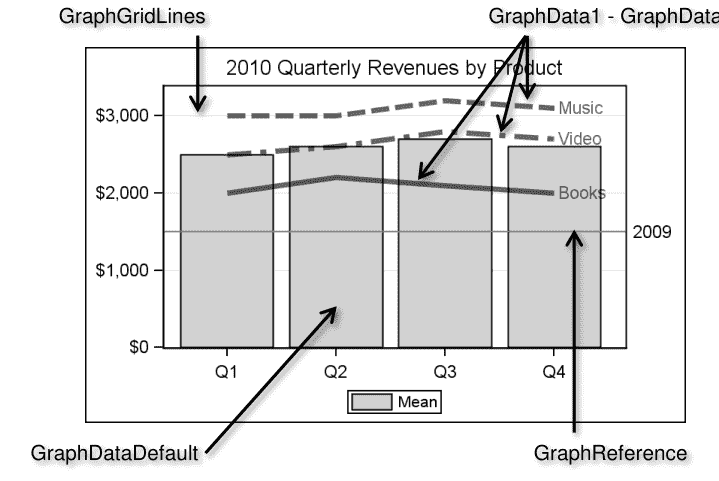 GraphGridLines
GraphData1 - GraphData
2010 Quarterly Revenues by Product
$3,000
Music
Video
$2,000
Books
2009
$1,000
$0
Q1 Q2 Q3 Q4
Mean
GraphDataDefault
GraphReference